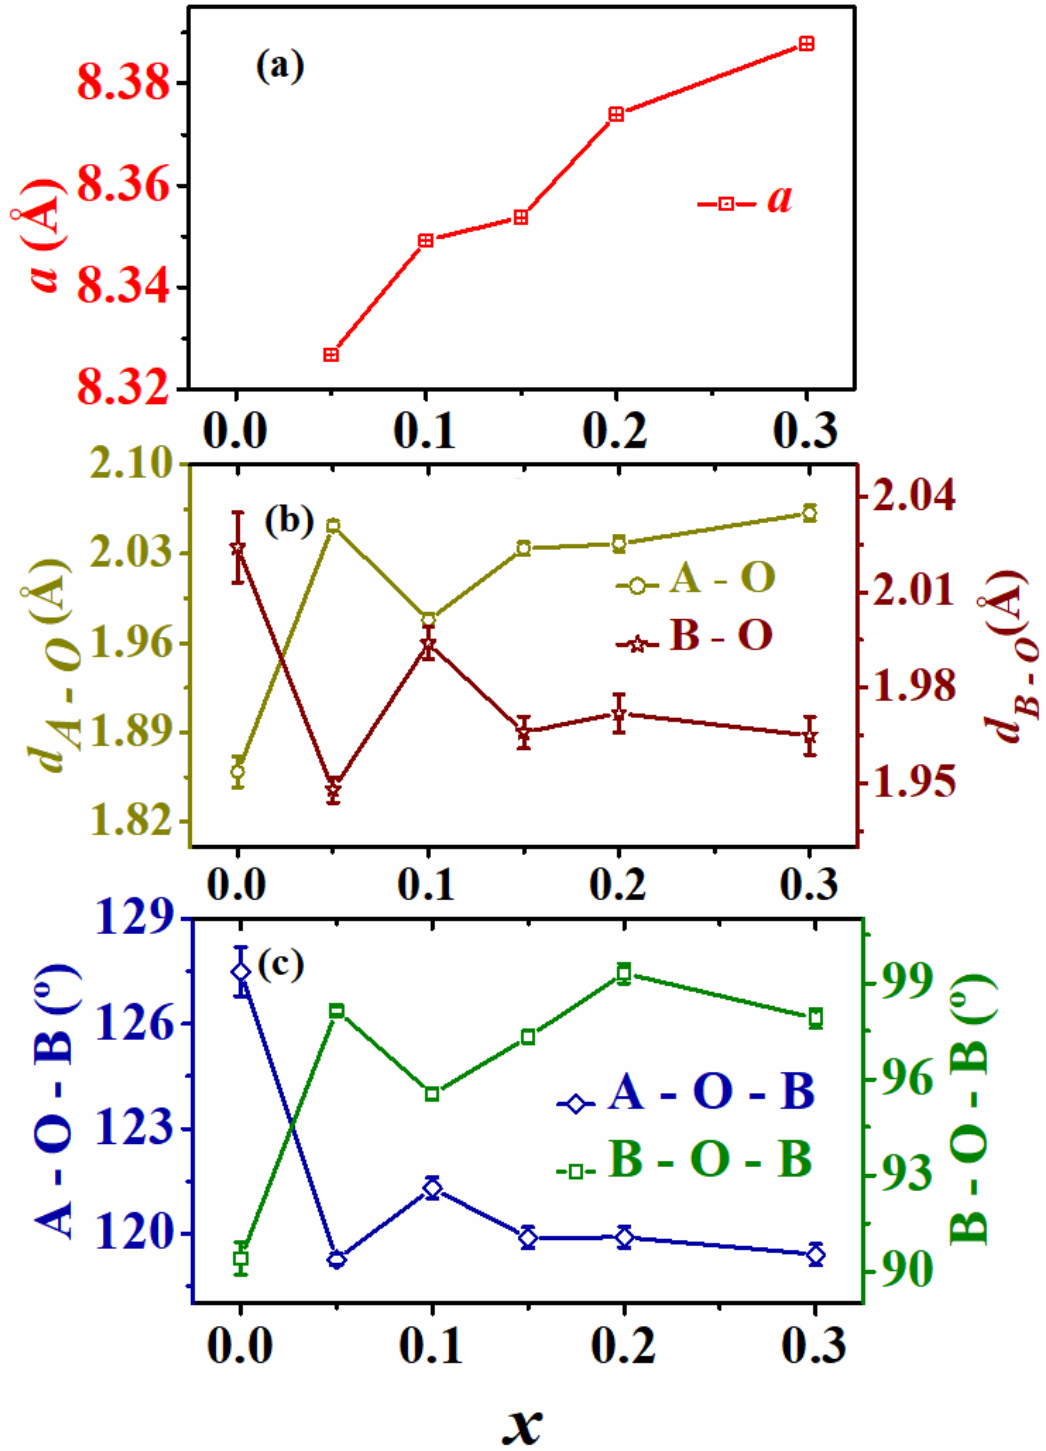 (a)
a (Å)
8.38
8.36
8.34
8.32
a
0.0 0.1 0.2 0.3
(b)
d A - O (Å)
2.10
2.03
1.96
1.89
1.82
A - O
B - O
2.04
2.01
1.98
1.95
d B - O (Å)
0.0 0.1 0.2 0.3
(c)
A - O - B (º)
129
126
123
120
A - O - B
B - O - B
99
96
93
90
B - O - B (º)
0.0 0.1 0.2 0.3
x